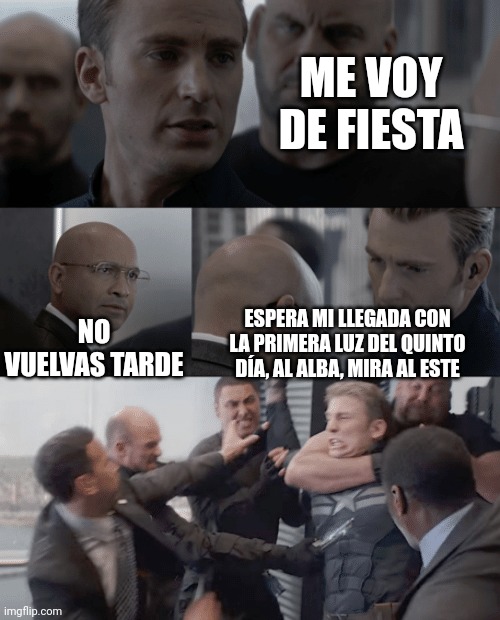 ME VOY
DE FIESTA
NO
VUELVAS TARDE
ESPERA MI LLEGADA CON
LA PRIMERA LUZ DEL QUINTO
DÍA, AL ALBA, MIRA AL ESTE
imgflip.com